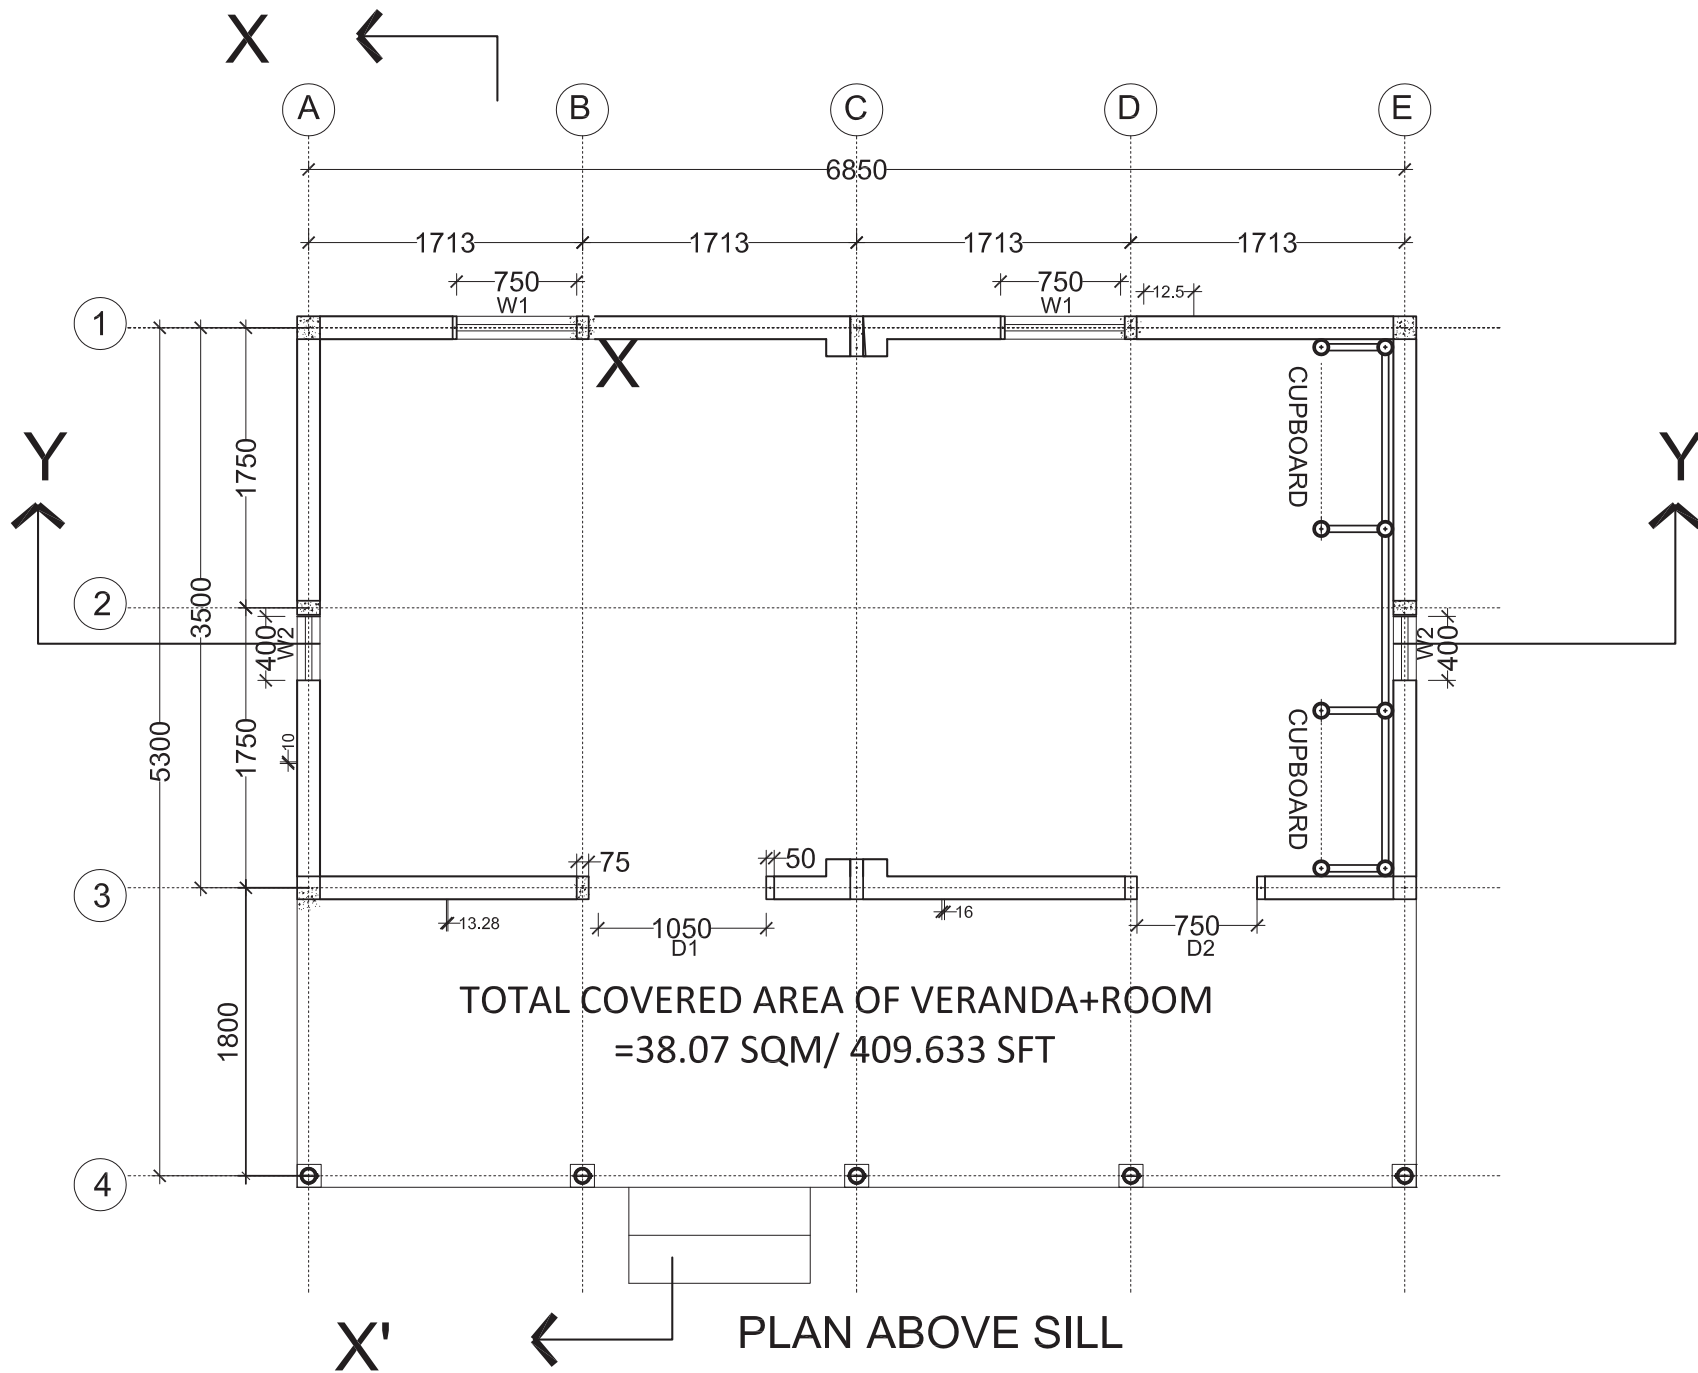 X
A B C D E
6850
1713 1713 1713 1713
750 750 12.5
W1 W1
1
X
CUPBOARD
Y Y
1750
3500
2
400 W2 W2 400
5300
1750
10
CUPBOARD
75 50
3
13.28 16
1050 750
D1 D2
TOTAL COVERED AREA OF VERANDA+ROOM
=38.07 SQM/ 409.633 SFT
1800
4
X' PLAN ABOVE SILL